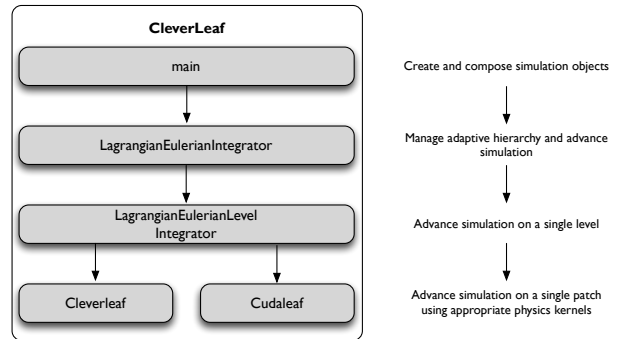 CleverLeaf
main
Create and compose simulation objects
LagrangianEulerianIntegrator
Manage adaptive hierarchy and advance
simulation
LagrangianEulerianLevel
Integrator
Advance simulation on a single level
Cleverleaf
Cudaleaf
Advance simulation on a single patch
using appropriate physics kernels